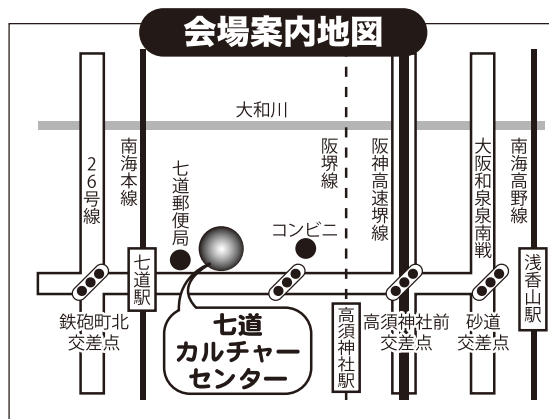 会場案内地図
大和川
26号線
南海本線
七道郵便局
阪堺線
阪神高速堺線
大阪和泉泉南戦
南海高野線
コンビニ
七道駅
浅香山駅
鉄砲町北
交差点
七道
カルチャー
センター
高須神社駅
高須神社前
交差点
砂道
交差点